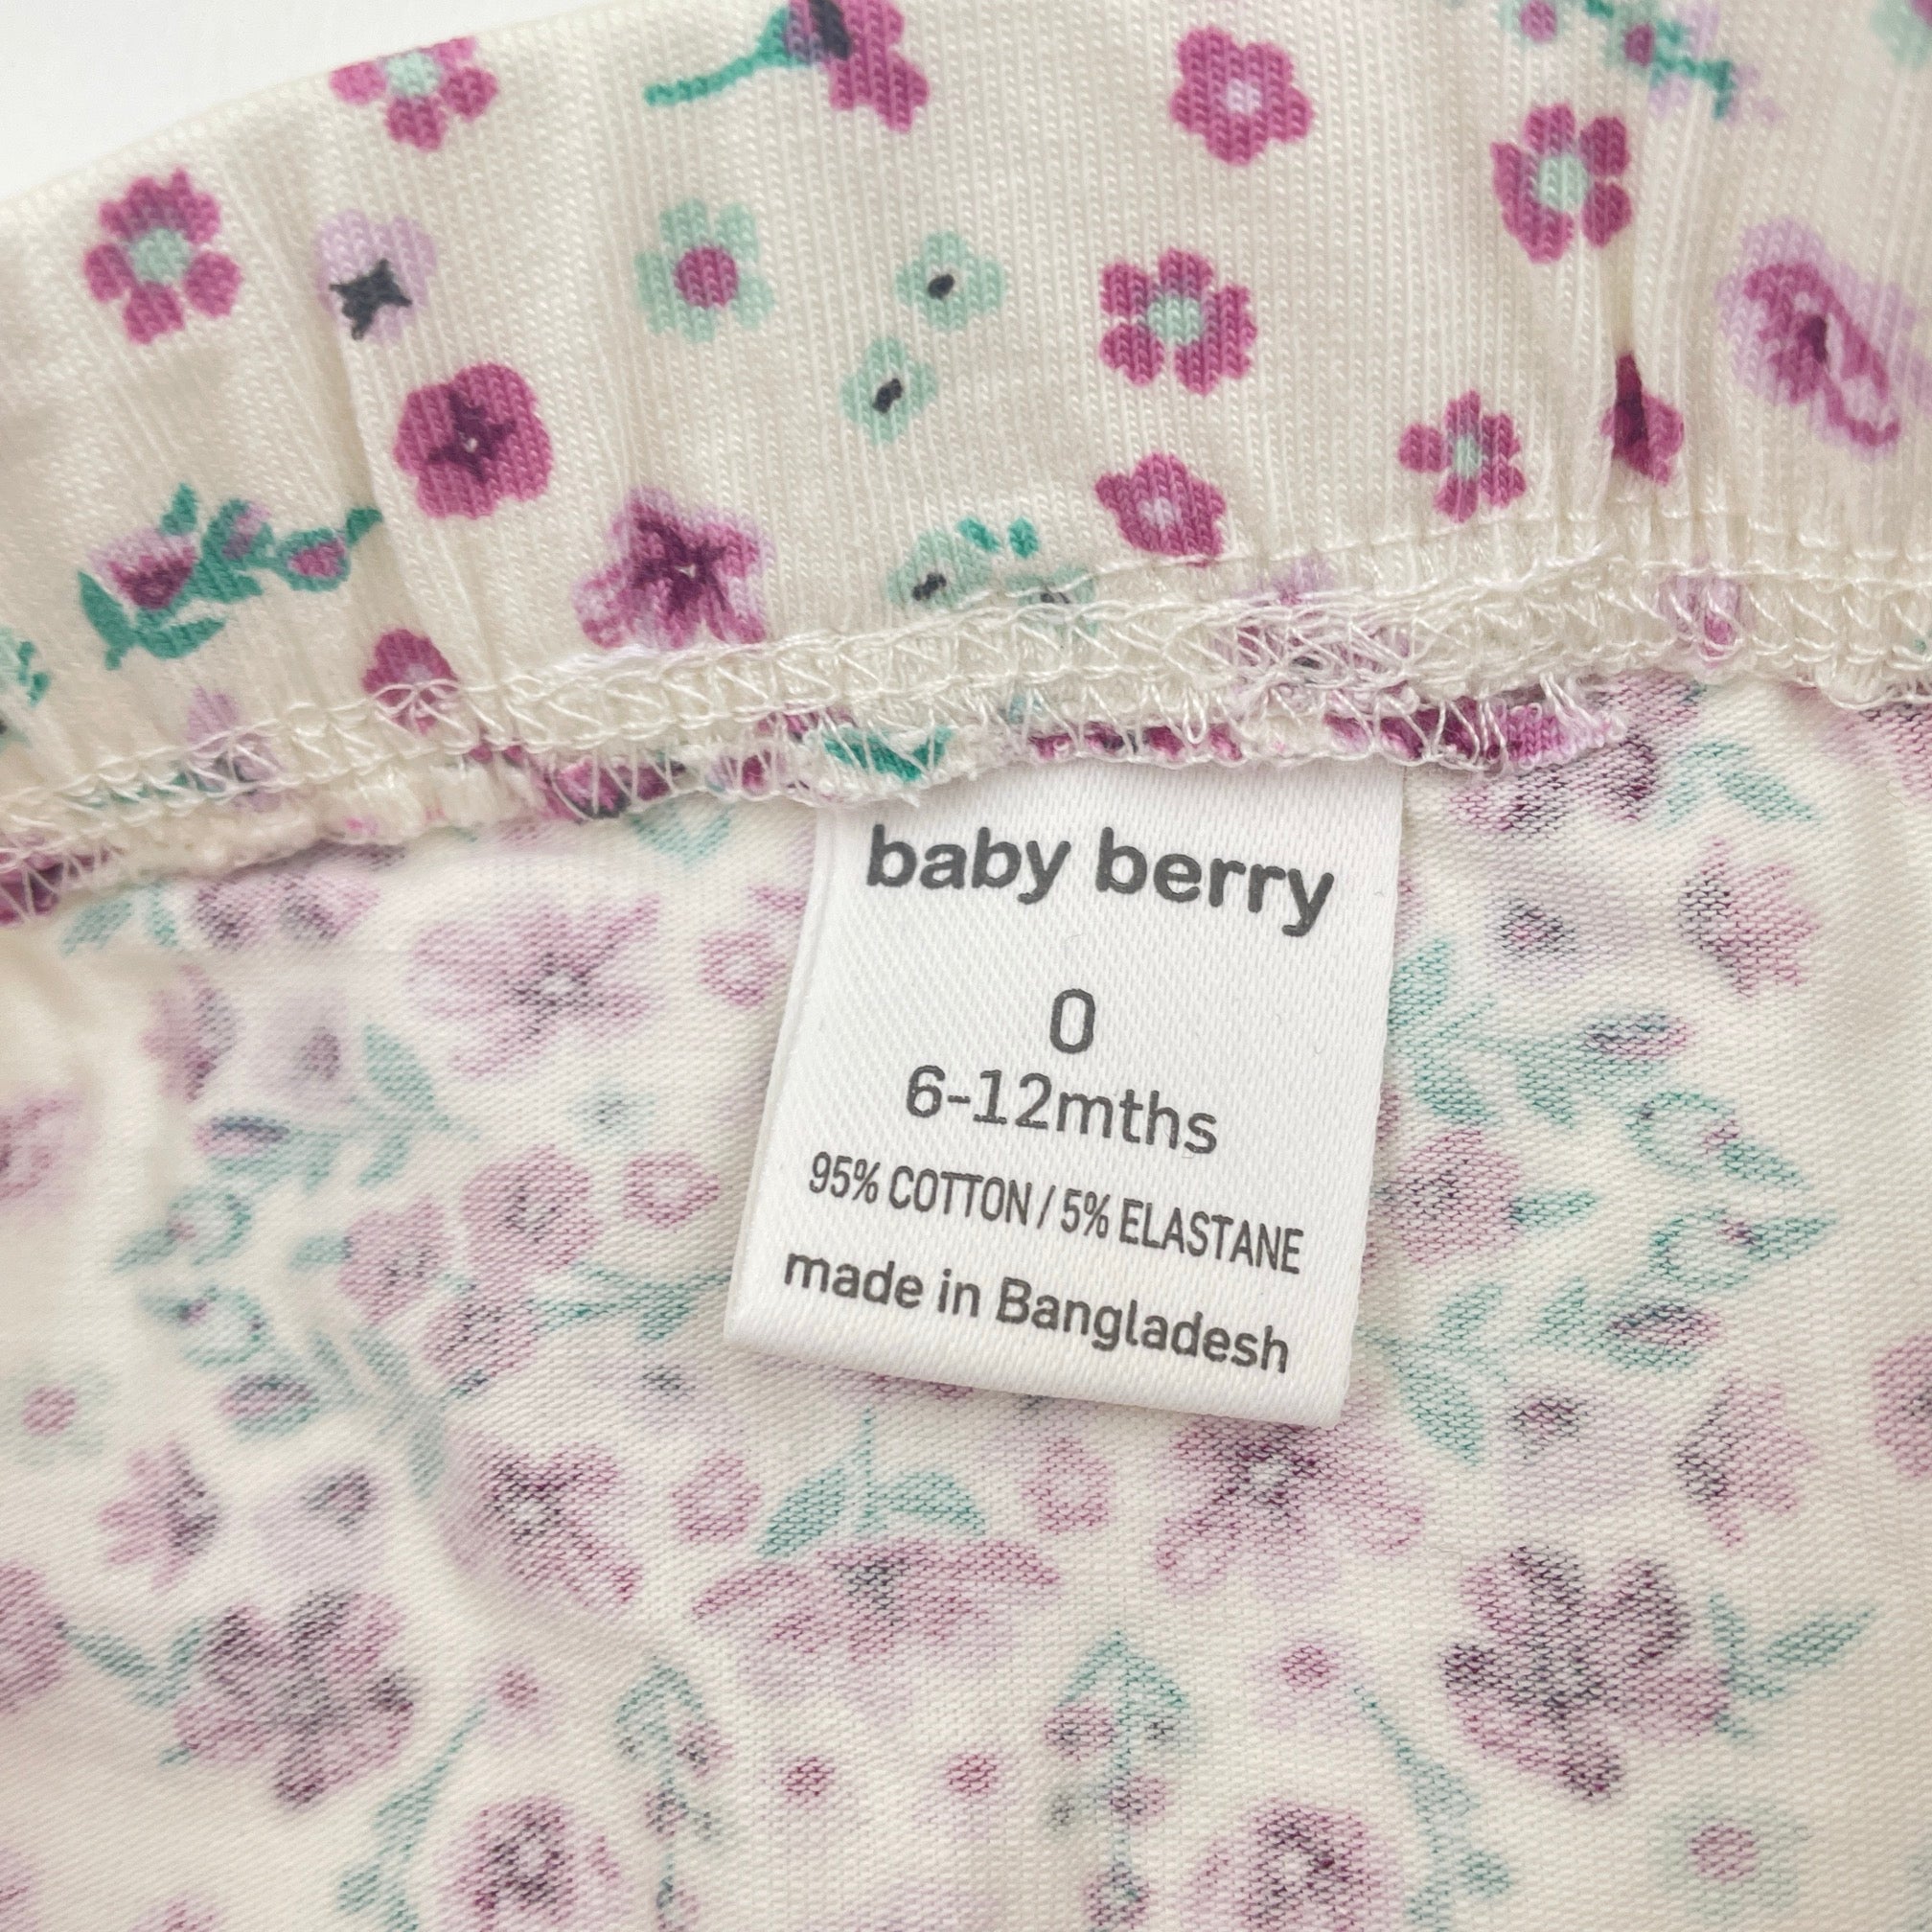 baby berry
0
6-12mths
95% COTTON / 5% ELASTANE
made in Bangladesh